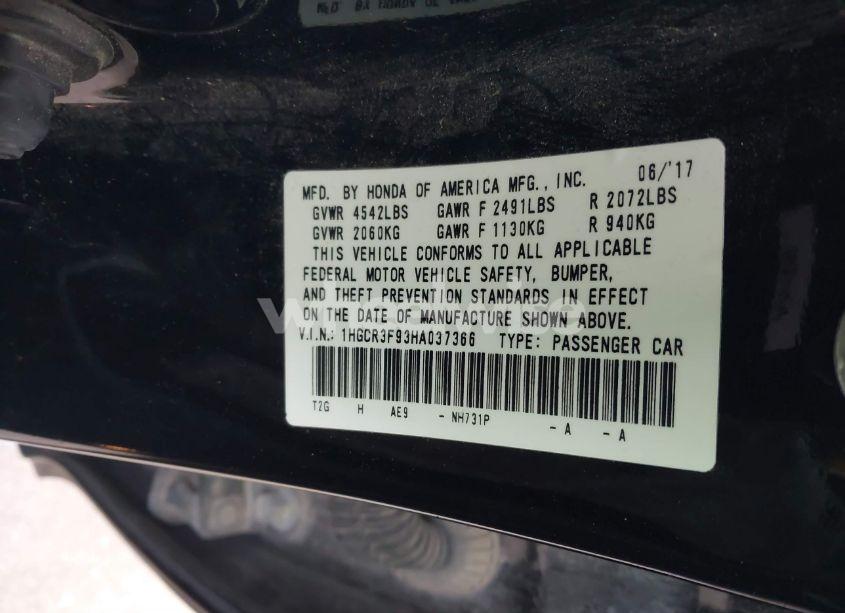 MFD. BY HONDA OF AMERICA MFG., INC. 06/'17
GVWR 4542LBS GAWR F 2491LBS R 2072LBS
GVWR 2060KG GAWR F 1130KG R 940KG
THIS VEHICLE CONFORMS TO ALL APPLICABLE
FEDERAL MOTOR VEHICLE SAFETY, BUMPER,
AND THEFT PREVENTION STANDARDS IN EFFECT
ON THE DATE OF MANUFACTURE SHOWN ABOVE.
V.I.N.: 1HGCR3F93HA037366 TYPE: PASSENGER CAR
T2G H AE9 - NH731P - A - A